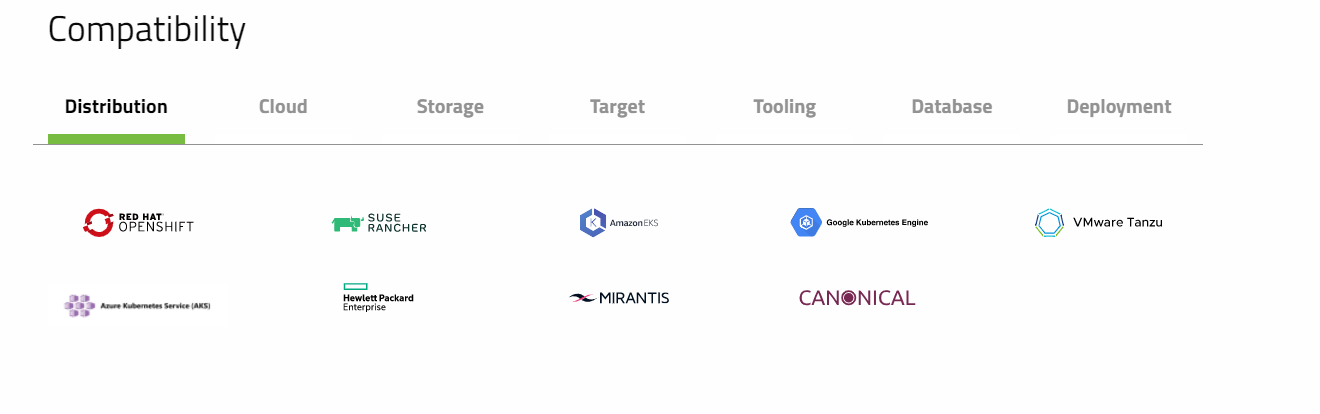 Compatibility
Distribution Cloud Storage Target Tooling Database Deployment
RED HAT
OPENSHIFT
SUSE
RANCHER
Amazon EKS
Google Kubernetes Engine
VMware Tanzu
Azure Kubernetes Service (AKS)
Hewlett Packard
Enterprise
MIRANTIS
CANONICAL